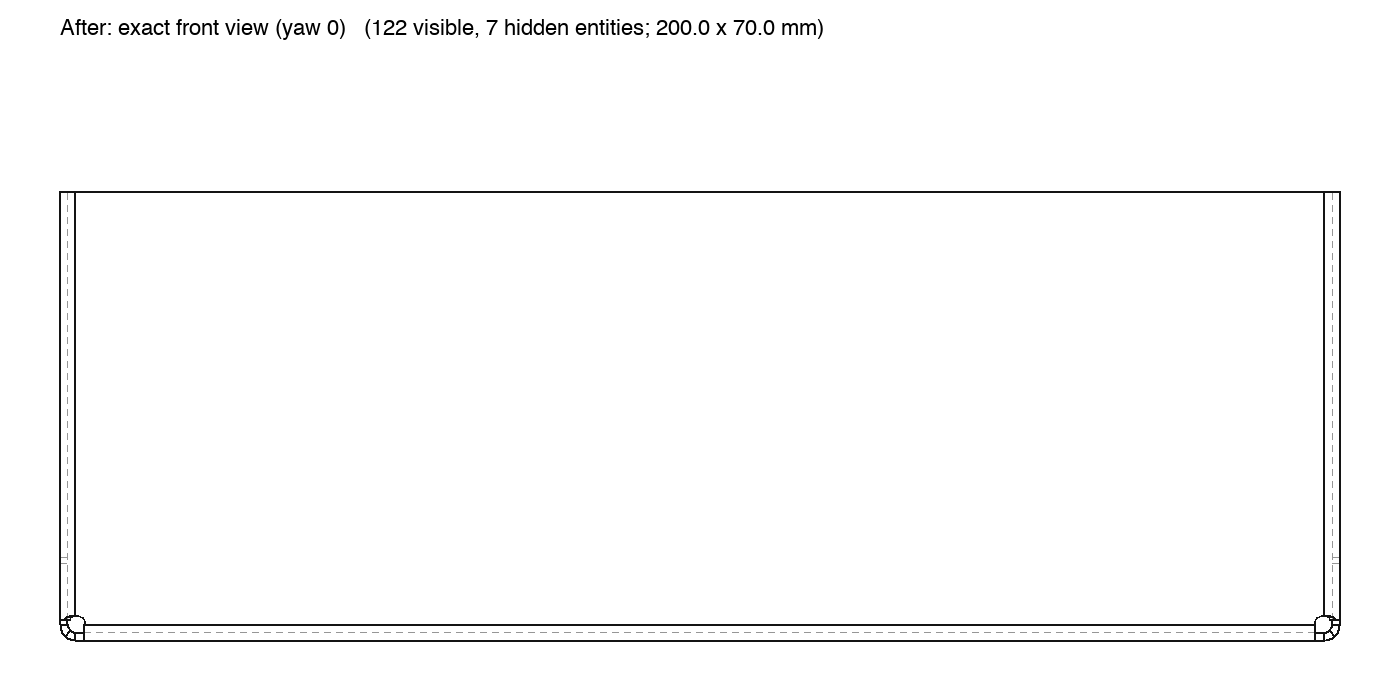 After: exact front view (yaw 0)   (122 visible, 7 hidden entities; 200.0 x 70.0 mm)